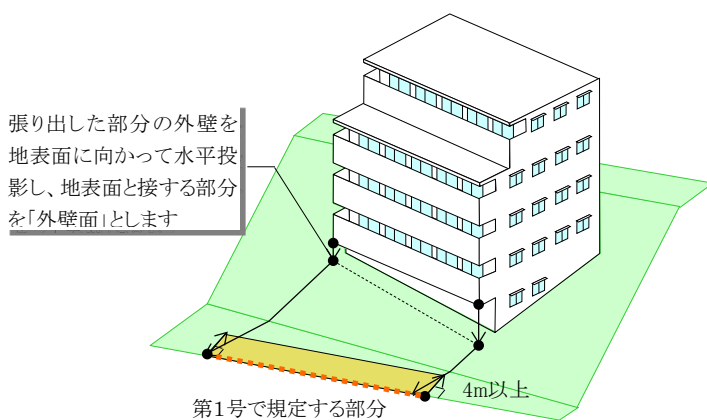 張り出した部分の外壁を
地表面に向かって水平投
影し、地表面と接する部分
を「外壁面」とします
4m以上
第1号で規定する部分